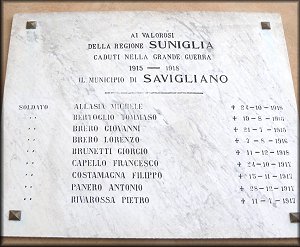 AI VALOROSI
DELLA REGIONE SUNIGLIA
CADUTI NELLA GRANDE GUERRA
1915 — 1918
IL MUNICIPIO DI SAVIGLIANO
SOLDATO ALLASIA MICHELE ✝ 24-10-1918
,, BERTOGLIO TOMMASO ✝ 19-8-1915
,, BRERO GIOVANNI ✝ 21-7-1915
,, BRERO LORENZO ✝ 7-8-1916
,, BRUNETTI GIORGIO ✝ 11-12-1918
,, CAPELLO FRANCESCO ✝ 24-10-1917
,, COSTAMAGNA FILIPPO ✝ 15-11-1917
,, PANERO ANTONIO ✝ 28-12-1917
,, RIVAROSSA PIETRO ✝ 11-7-1917